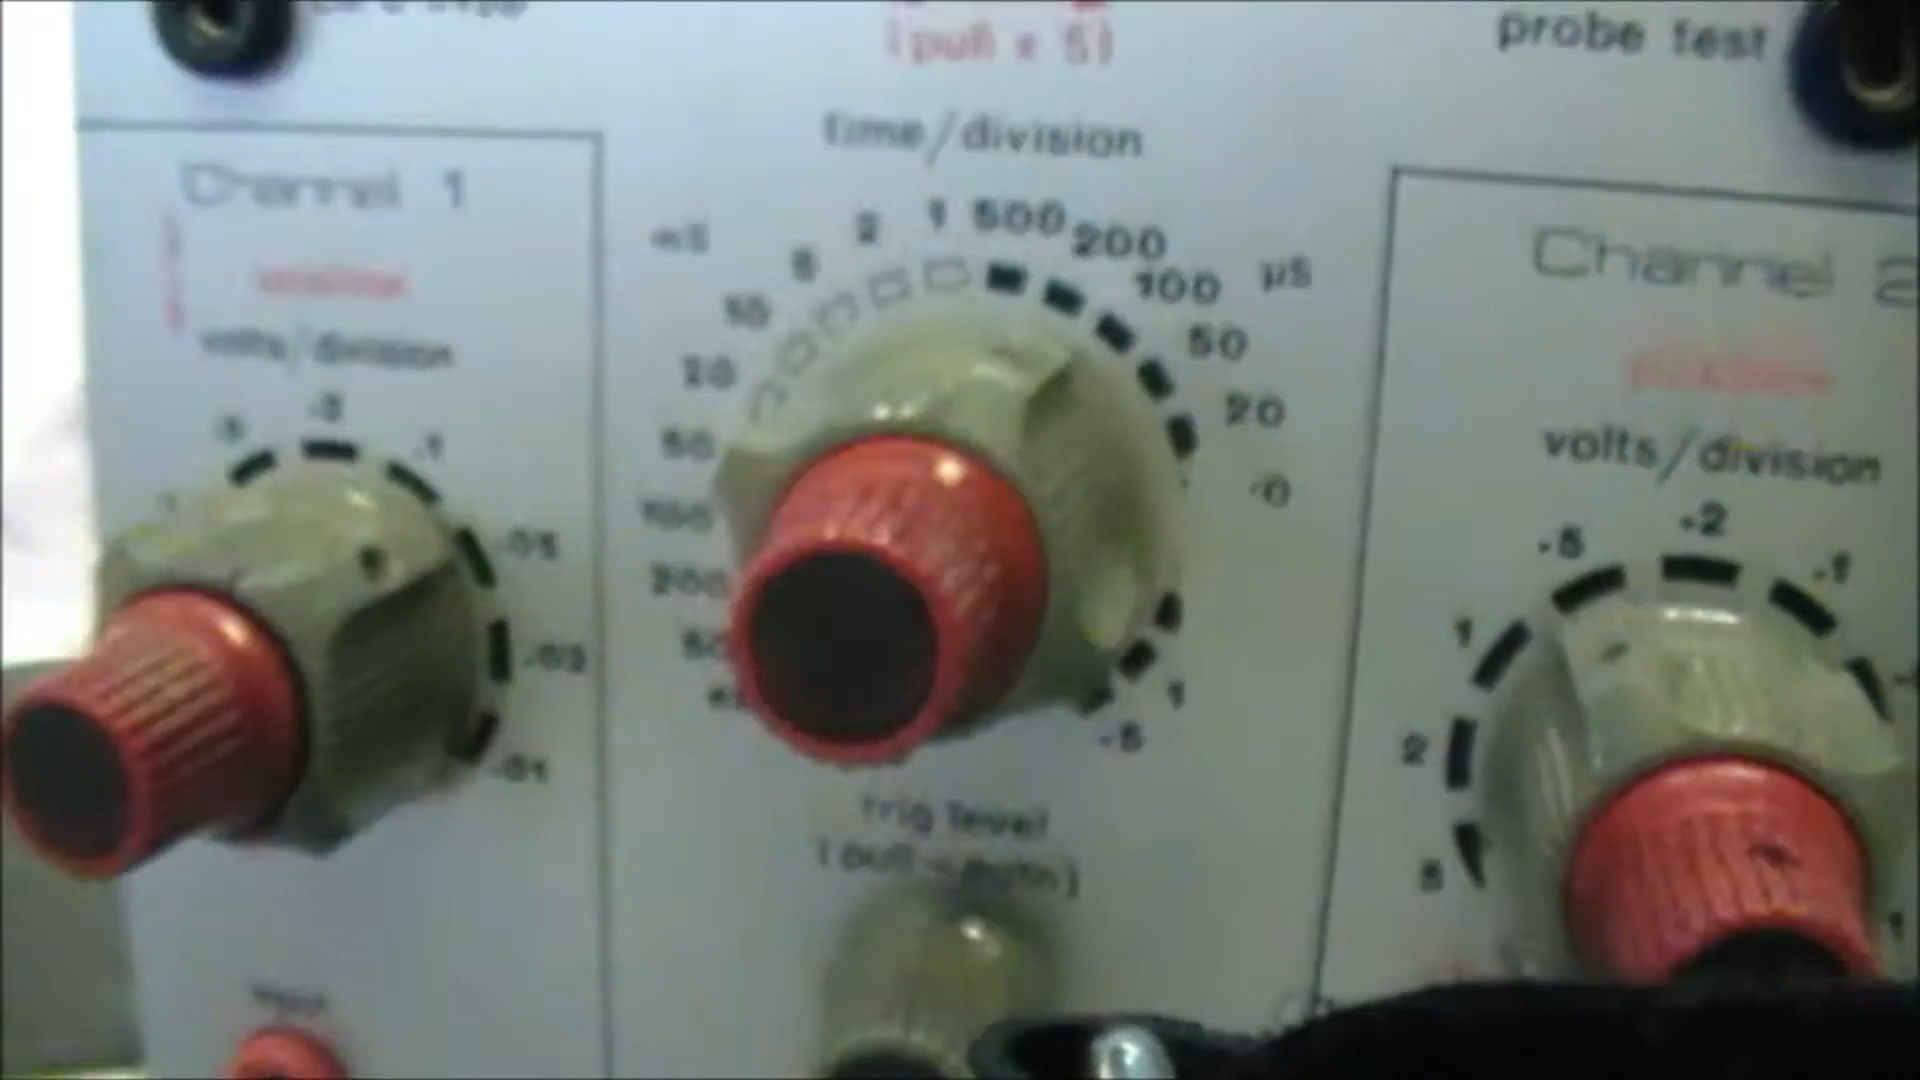 (pull x 5)
probe test
time/division
Channel 1
volts/division
mS
μS
1 500 200 100 50 20
2
5
10
20
50
100
200
1
.5
.5 .2 .1 .05 .02 .01
trig level
input
Channel 2
volts/division
.5 .2 .1
1
2
5